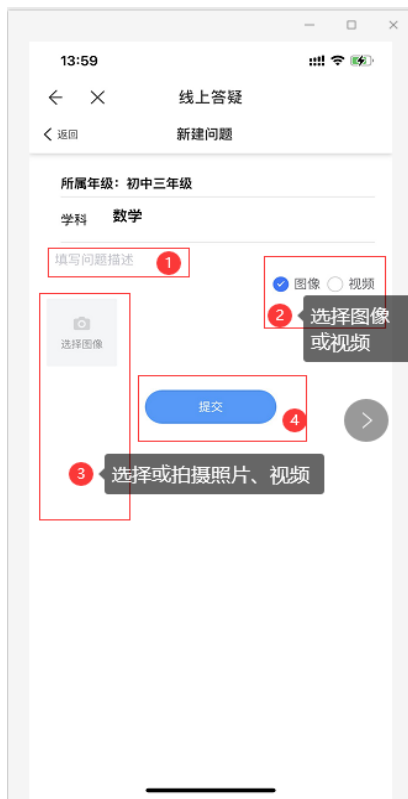 13:59
线上答疑
返回
新建问题
所属年级：初中三年级
学科 数学
填写问题描述 1
图像 视频
2 选择图像
或视频
选择图像
提交
4
3 选择或拍摄照片、视频